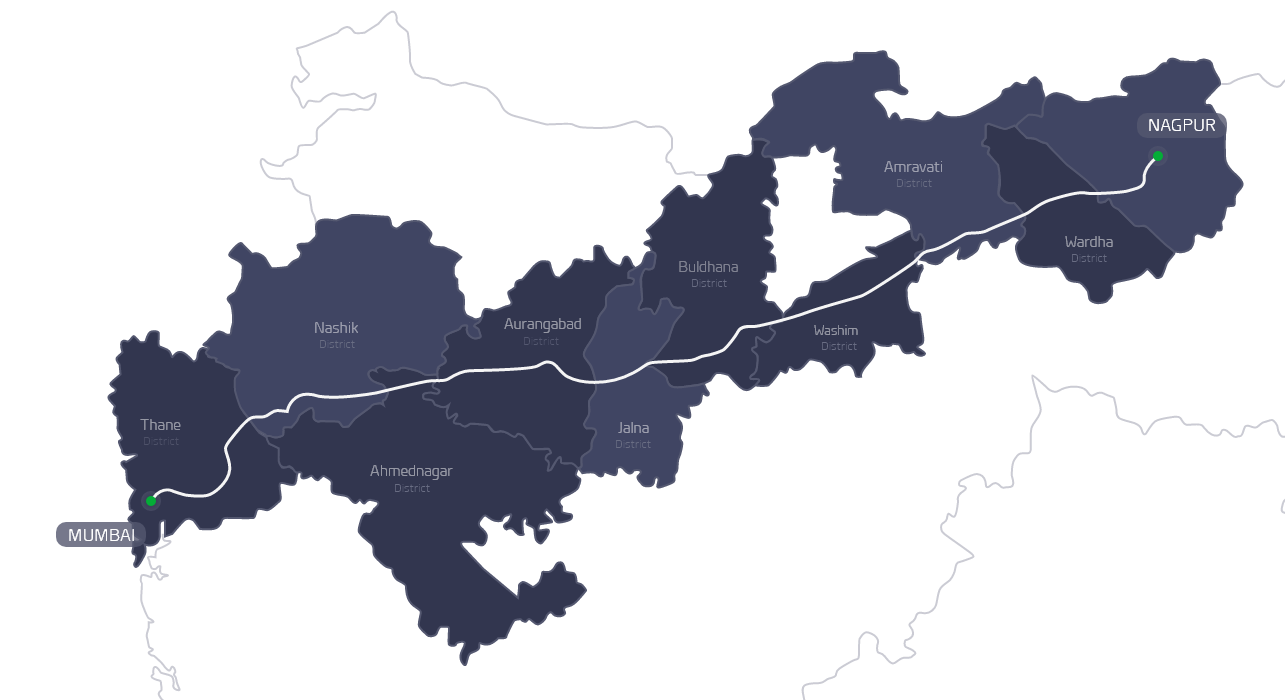 NAGPUR
Amravati
District
Wardha
District
Buldhana
District
Nashik
District
Aurangabad
District
Washim
District
Thane
District
Jalna
District
Ahmednagar
District
MUMBAI